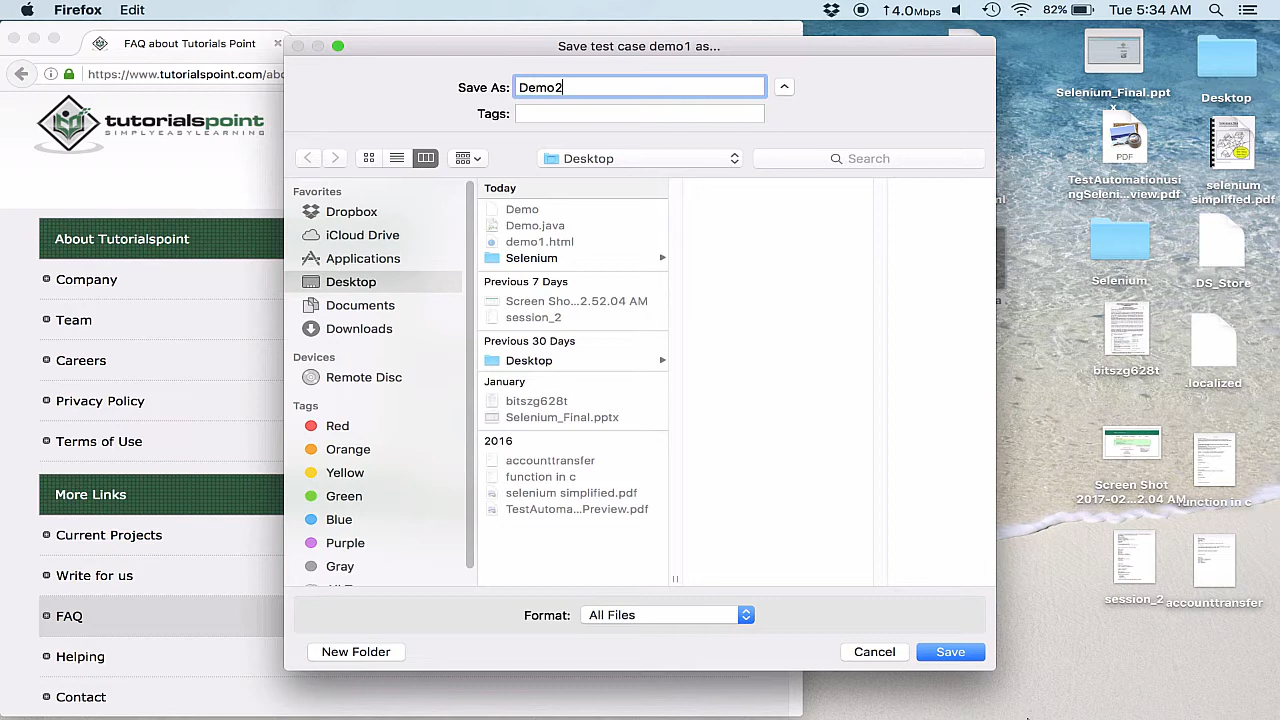 Firefox Edit
4.0Mbps 82% Tue 5:34 AM
FAQ about Tutorials Point
https://www.tutorialspoint.com/abo
tutorialspoint
SIMPLYEASYLEARNING
About Tutorialspoint
Company
Team
Careers
Privacy Policy
Terms of Use
More Links
Current Projects
Write for us
FAQ
Helping
Contact
Save test case demo1 as...
Save As: Demo2
Tags:
Desktop
Search
Favorites
Dropbox
iCloud Drive
Applications
Desktop
Documents
Downloads
Devices
Remote Disc
Tags
Red
Orange
Yellow
Green
Blue
Purple
Gray
Today
Demo
Demo.java
demo1.html
Selenium
Previous 7 Days
Screen Sho...2.52.04 AM
session_2
Previous 30 Days
Desktop
January
bitszg628t
Selenium_Final.pptx
2016
accounttransfer
function in c
selenium simplified.pdf
TestAutoma...Preview.pdf
Format: All Files
New Folder
Cancel
Save
Selenium_Final.ppt
x
Desktop
PDF
TestAutomationusi
ngSeleni...view.pdf
selenium
simplified.pdf
Selenium
.DS_Store
bitszg628t
.localized
Screen Shot
2017-02...2.04 AM
function in c
session_2
accounttransfer